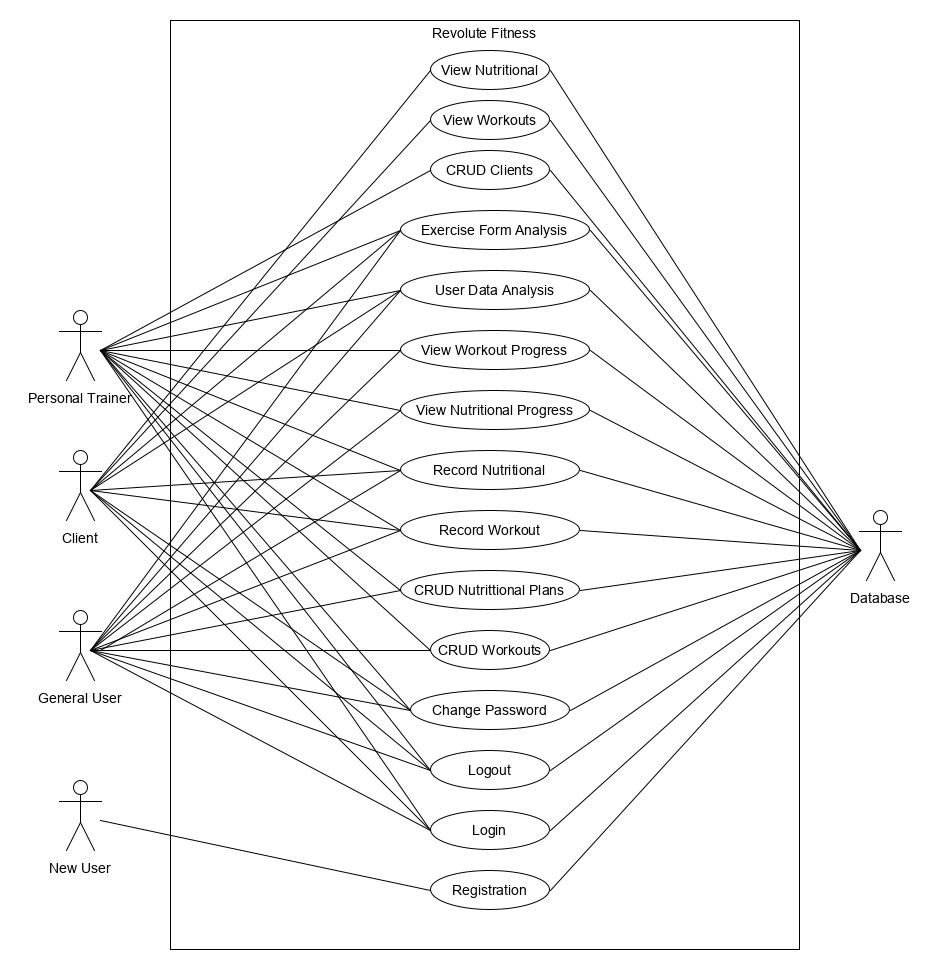 Revolute Fitness
View Nutritional
View Workouts
CRUD Clients
Exercise Form Analysis
User Data Analysis
View Workout Progress
Personal Trainer
View Nutritional Progress
Record Nutritional
Record Workout
Client
CRUD Nutrittional Plans
Database
CRUD Workouts
General User
Change Password
Logout
Login
New User
Registration